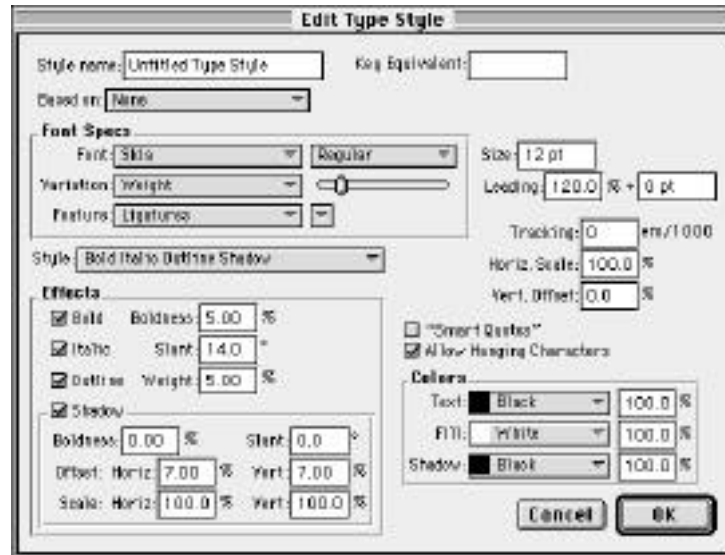 Edit Type Style
Style name: Untitled Type Style Key Equivalent:
Based on: None
Font Specs
Font: Skia Regular Size: 12 pt
Variation: Weight Leading: 120.0 % + 0 pt
Feature: Ligatures
Tracking: 0 em/1000
Style: Bold Italic Outline Shadow Horiz. Scale: 100.0 %
Vert. Offset: 0.0 %
Effects
Bold Boldness: 5.00 % "Smart Quotes"
Italic Slant: 14.0 ° Allow Hanging Characters
Outline Weight: 5.00 % Colors
Shadow Text: Black 100.0 %
Boldness: 0.00 % Slant: 0.0 ° Fill: White 100.0 %
Offset: Horiz: 7.00 % Vert: 7.00 % Shadow: Black 100.0 %
Scale: Horiz: 100.0 % Vert: 100.0 %
Cancel OK